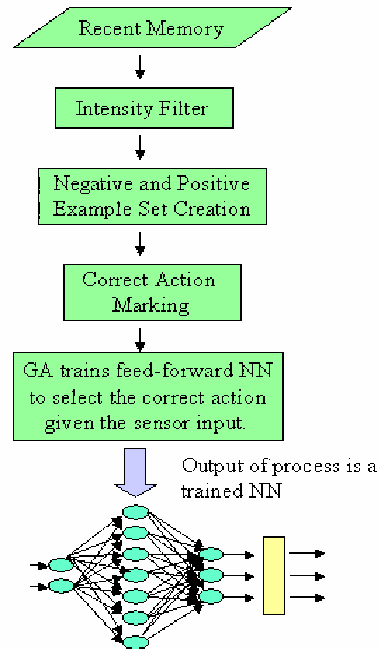 Recent Memory
Intensity Filter
Negative and Positive
Example Set Creation
Correct Action
Marking
GA trains feed-forward NN
to select the correct action
given the sensor input.
Output of process is a
trained NN